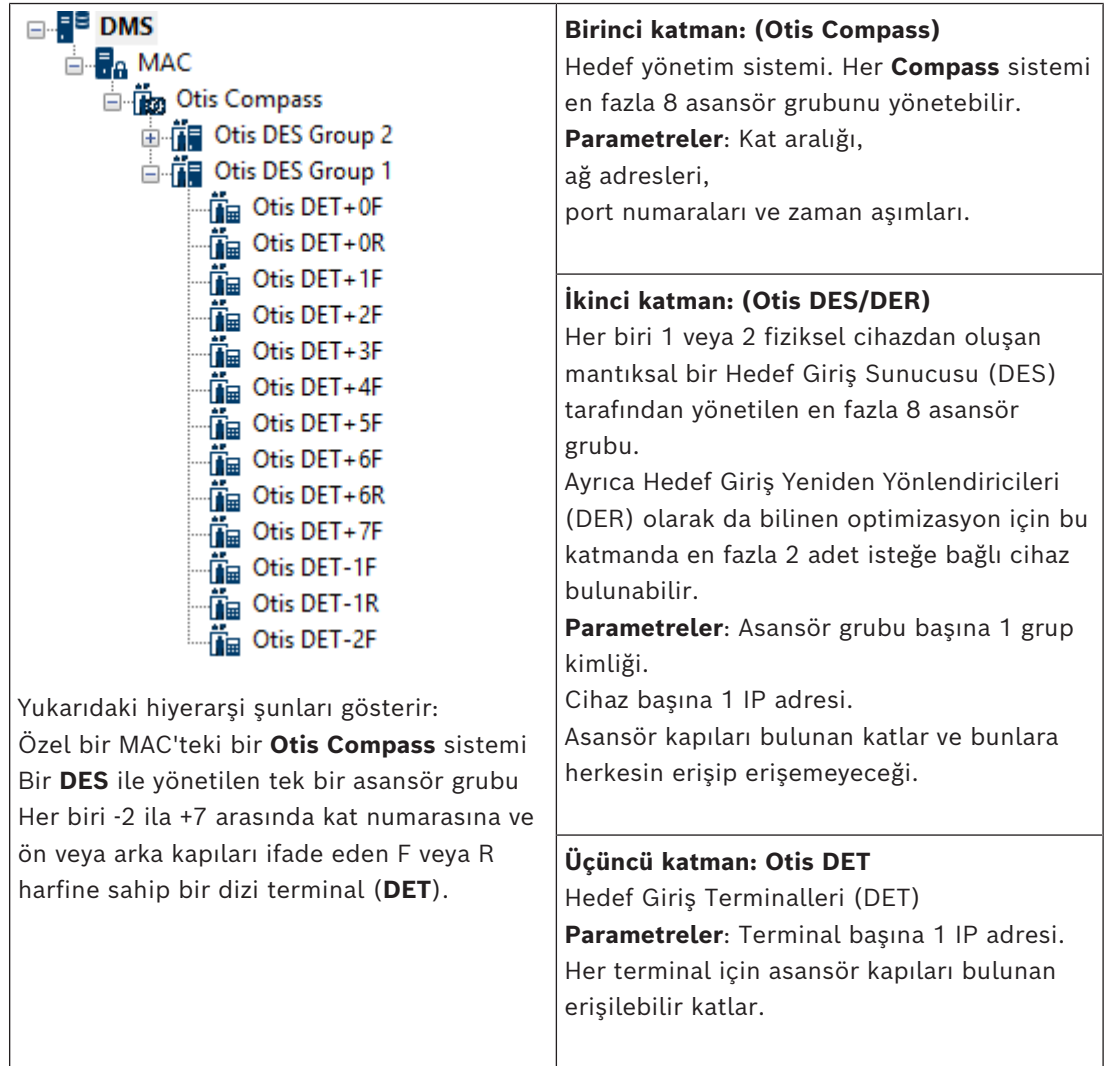 DMS
MAC
Otis Compass
Otis DES Group 2
Otis DES Group 1
Otis DET+0F
Otis DET+0R
Otis DET+1F
Otis DET+2F
Otis DET+3F
Otis DET+4F
Otis DET+5F
Otis DET+6F
Otis DET+6R
Otis DET+7F
Otis DET-1F
Otis DET-1R
Otis DET-2F
Yukarıdaki hiyerarşi şunları gösterir:
Özel bir MAC'teki bir Otis Compass sistemi
Bir DES ile yönetilen tek bir asansör grubu
Her biri -2 ila +7 arasında kat numarasına ve
ön veya arka kapıları ifade eden F veya R
harfine sahip bir dizi terminal (DET).
Birinci katman: (Otis Compass)
Hedef yönetim sistemi. Her Compass sistemi
en fazla 8 asansör grubunu yönetebilir.
Parametreler: Kat aralığı,
ağ adresleri,
port numaraları ve zaman aşımları.
İkinci katman: (Otis DES/DER)
Her biri 1 veya 2 fiziksel cihazdan oluşan
mantıksal bir Hedef Giriş Sunucusu (DES)
tarafından yönetilen en fazla 8 asansör
grubu.
Ayrıca Hedef Giriş Yeniden Yönlendiricileri
(DER) olarak da bilinen optimizasyon için bu
katmanda en fazla 2 adet isteğe bağlı cihaz
bulunabilir.
Parametreler: Asansör grubu başına 1 grup
kimliği.
Cihaz başına 1 IP adresi.
Asansör kapıları bulunan katlar ve bunlara
herkesin erişip erişemeyeceği.
Üçüncü katman: Otis DET
Hedef Giriş Terminalleri (DET)
Parametreler: Terminal başına 1 IP adresi.
Her terminal için asansör kapıları bulunan
erişilebilir katlar.